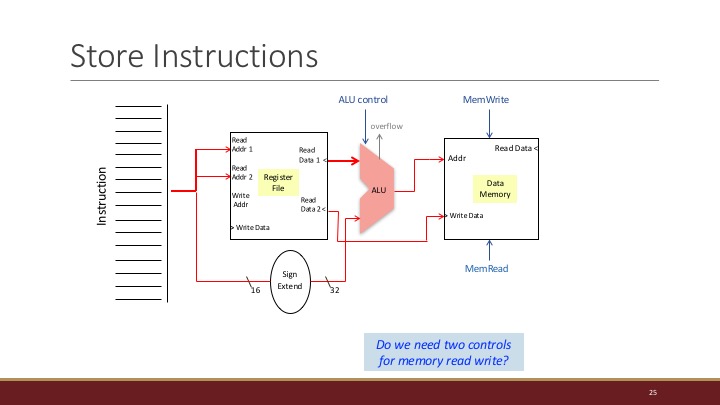 Store Instructions
ALU control
MemWrite
overflow
Read
Addr 1
Read
Data 1 <
Read Data <
Addr
Read
Addr 2
Register
File
ALU
Data
Memory
Write
Addr
Read
Data 2 <
> Write Data
> Write Data
Instruction
Sign
Extend
MemRead
16
32
Do we need two controls
for memory read write?
25